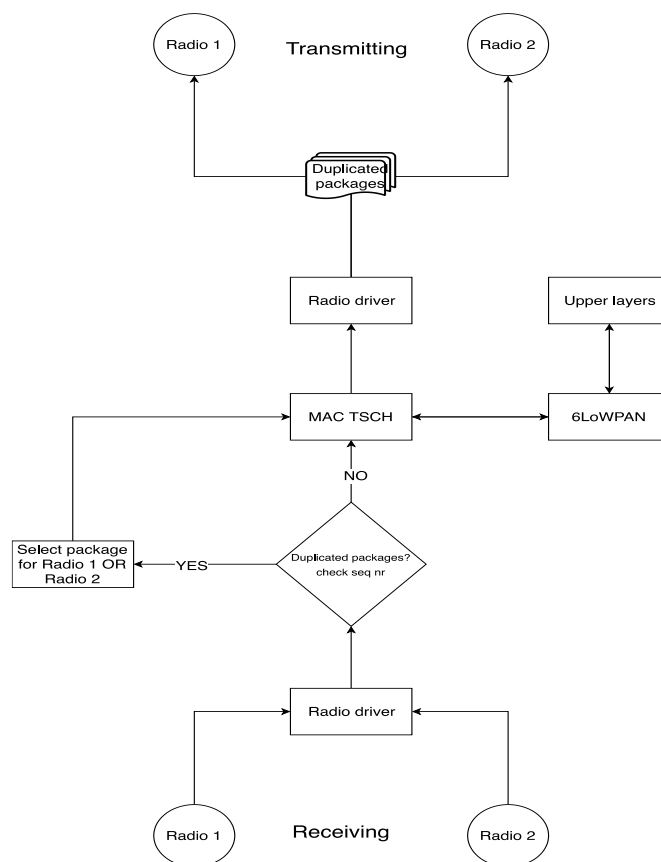 Radio 1
Transmitting
Radio 2
Duplicated
packages
Radio driver
Upper layers
MAC TSCH
6LoWPAN
NO
Select package
for Radio 1 OR
Radio 2
YES
Duplicated packages?
check seq nr
Radio driver
Radio 1
Receiving
Radio 2